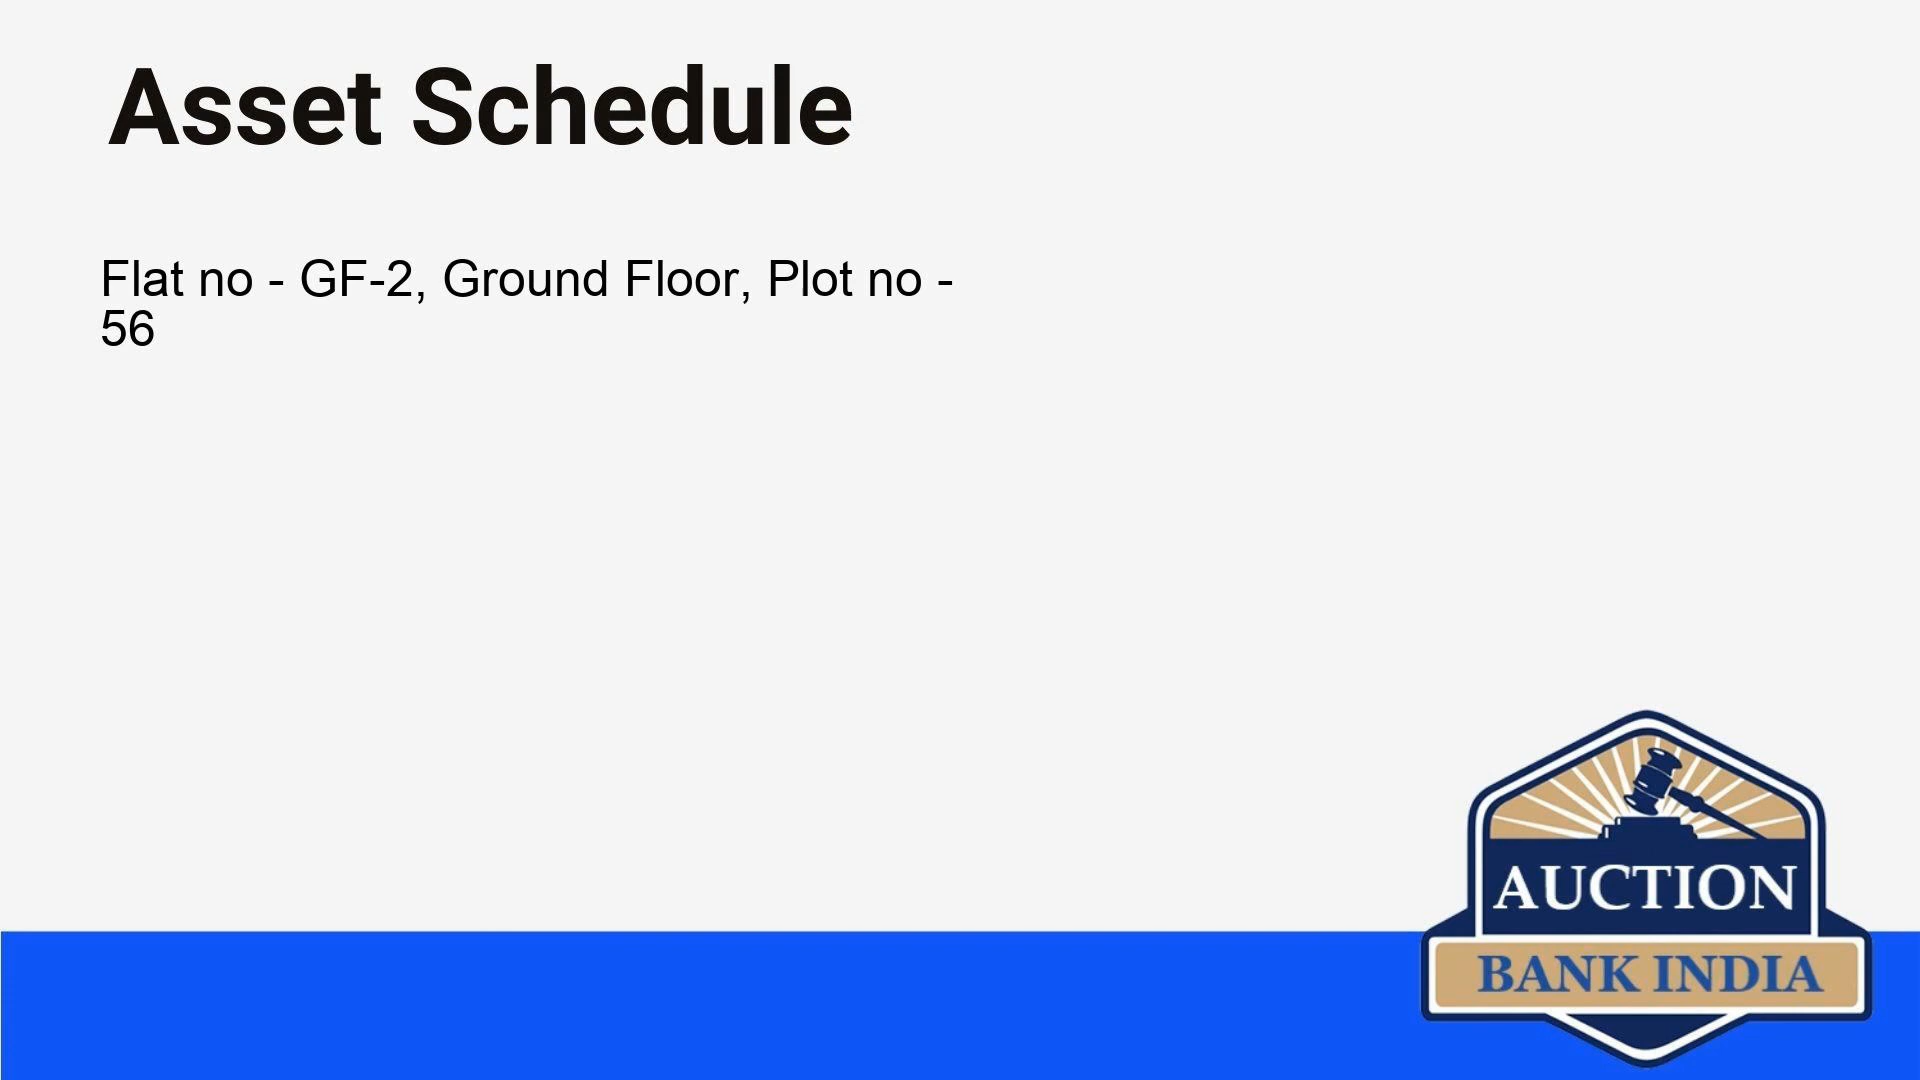 Asset Schedule
Flat no - GF-2, Ground Floor, Plot no -
56
AUCTION
BANK INDIA